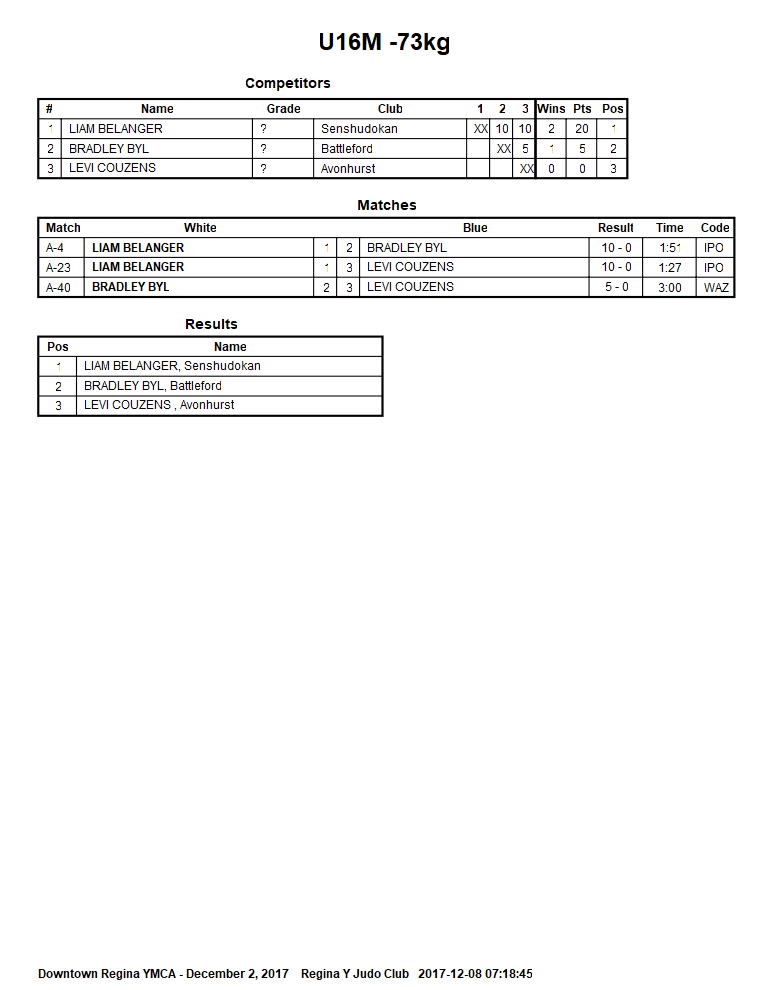 U16M -73kg
Competitors
# Name Grade Club 1 2 3 Wins Pts Pos
1 LIAM BELANGER ? Senshudokan XX 10 10 2 20 1
2 BRADLEY BYL ? Battleford XX 5 1 5 2
3 LEVI COUZENS ? Avonhurst XX 0 0 3
Matches
Match White Blue Result Time Code
A-4 LIAM BELANGER 1 2 BRADLEY BYL 10 - 0 1:51 IPO
A-23 LIAM BELANGER 1 3 LEVI COUZENS 10 - 0 1:27 IPO
A-40 BRADLEY BYL 2 3 LEVI COUZENS 5 - 0 3:00 WAZ
Results
Pos Name
1 LIAM BELANGER, Senshudokan
2 BRADLEY BYL, Battleford
3 LEVI COUZENS , Avonhurst
Downtown Regina YMCA - December 2, 2017 Regina Y Judo Club 2017-12-08 07:18:45